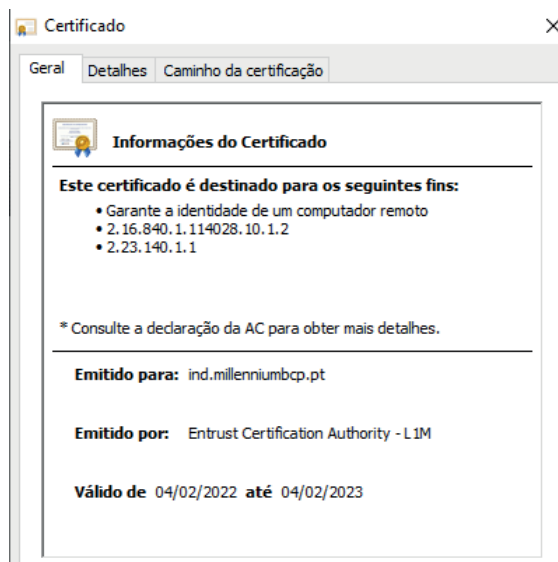 Certificado
Geral Detalhes Caminho da certificação
Informações do Certificado
Este certificado é destinado para os seguintes fins:
• Garante a identidade de um computador remoto
• 2.16.840.1.114028.10.1.2
• 2.23.140.1.1
* Consulte a declaração da AC para obter mais detalhes.
Emitido para: ind.millenniumbcp.pt
Emitido por: Entrust Certification Authority - L1M
Válido de 04/02/2022 até 04/02/2023